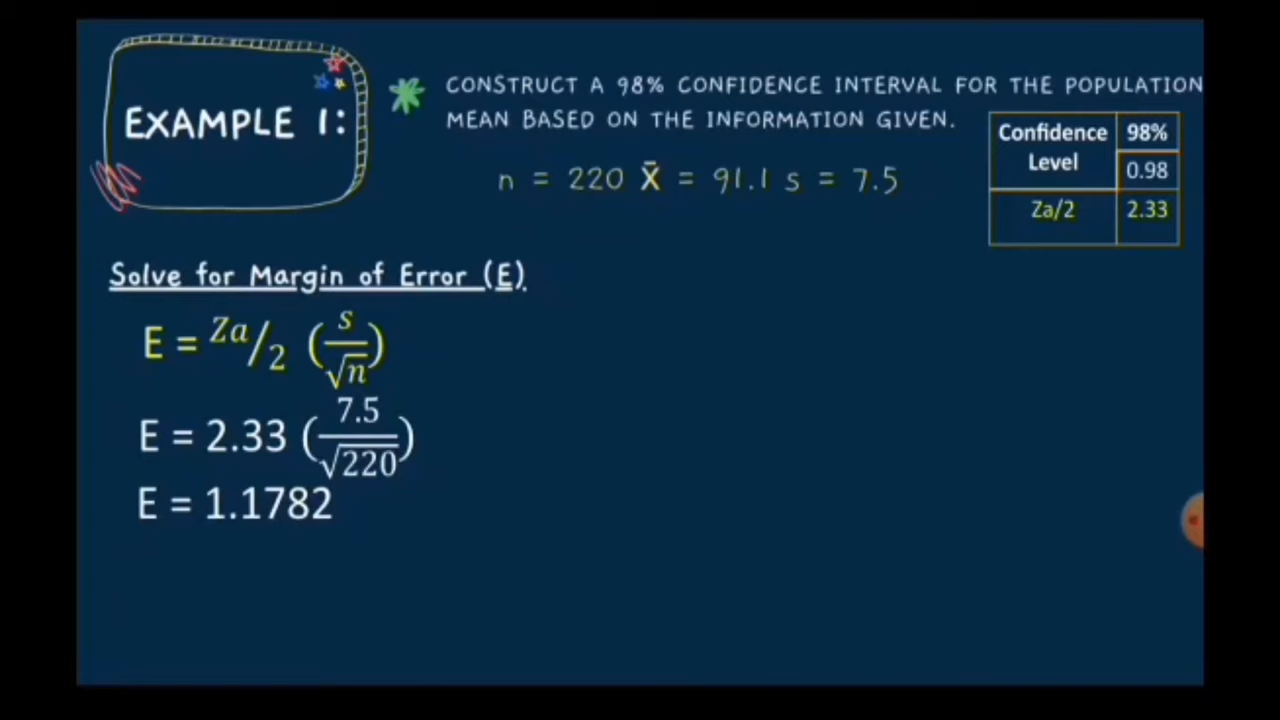 EXAMPLE 1:
CONSTRUCT A 98% CONFIDENCE INTERVAL FOR THE POPULATION
MEAN BASED ON THE INFORMATION GIVEN.
n = 220 X̄ = 91.1 s = 7.5
Confidence Level 98%
0.98
Za/2 2.33
Solve for Margin of Error (E)
E = Za/2 (s/√n)
E = 2.33 (7.5/√220)
E = 1.1782